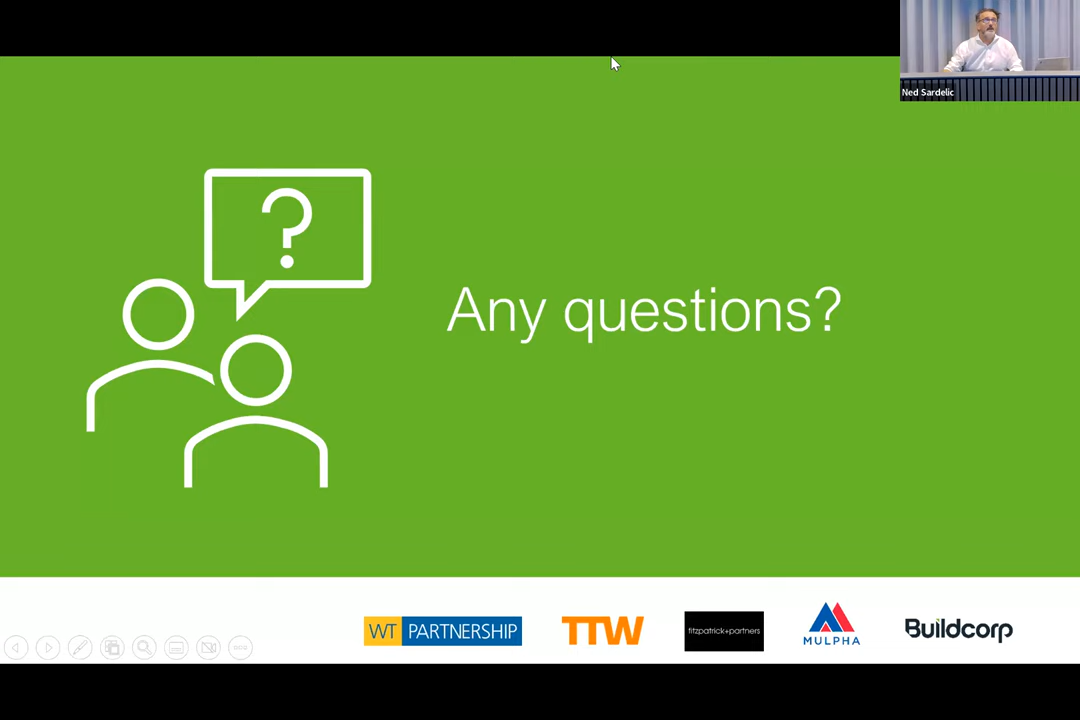 Ned Sardelic
?
Any questions?
WT PARTNERSHIP
TTW
fitzpatrick+partners
MULPHA
Buildcorp